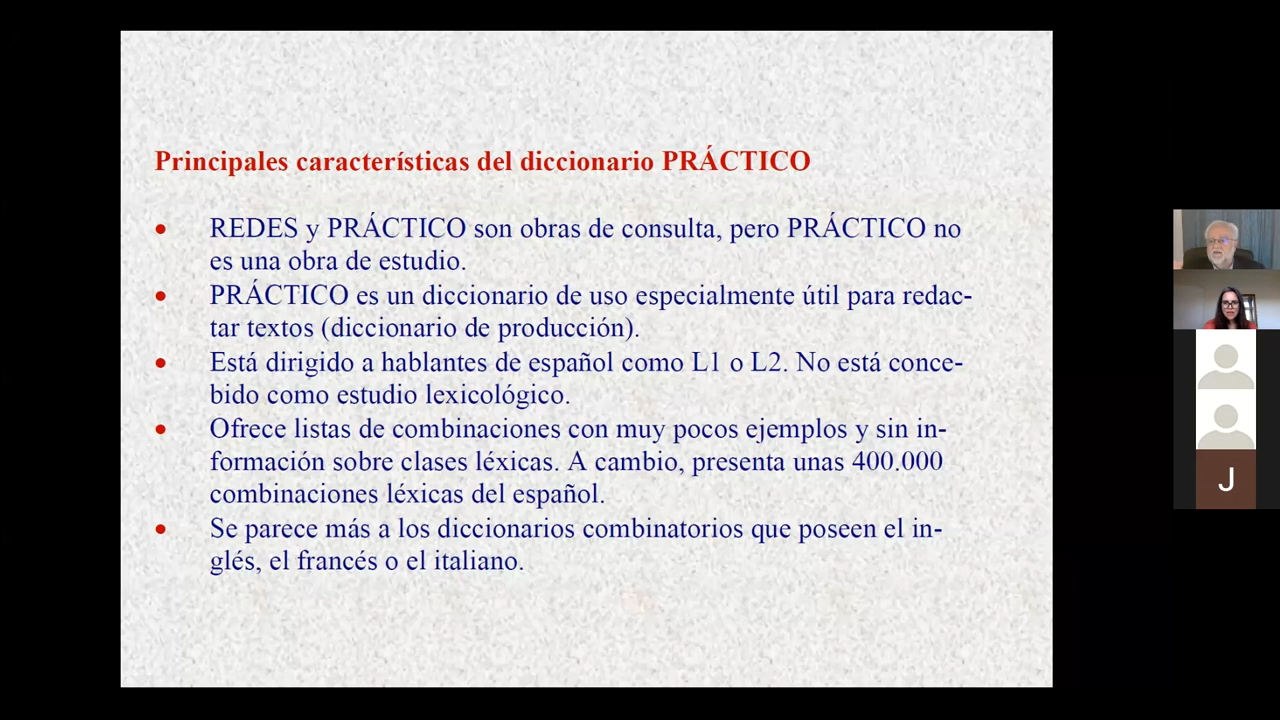 Principales características del diccionario PRÁCTICO
• REDES y PRÁCTICO son obras de consulta, pero PRÁCTICO no
es una obra de estudio.
• PRÁCTICO es un diccionario de uso especialmente útil para redac-
tar textos (diccionario de producción).
• Está dirigido a hablantes de español como L1 o L2. No está conce-
bido como estudio lexicológico.
• Ofrece listas de combinaciones con muy pocos ejemplos y sin in-
formación sobre clases léxicas. A cambio, presenta unas 400.000
combinaciones léxicas del español.
• Se parece más a los diccionarios combinatorios que poseen el in-
glés, el francés o el italiano.
J